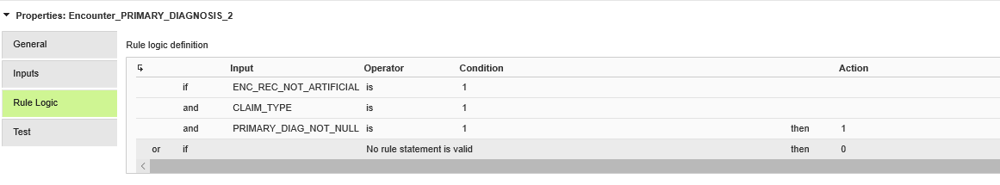 Properties: Encounter_PRIMARY_DIAGNOSIS_2
General
Inputs
Rule Logic
Test
Rule logic definition
Input Operator Condition Action
if ENC_REC_NOT_ARTIFICIAL is 1
and CLAIM_TYPE is 1
and PRIMARY_DIAG_NOT_NULL is 1 then 1
or if No rule statement is valid then 0